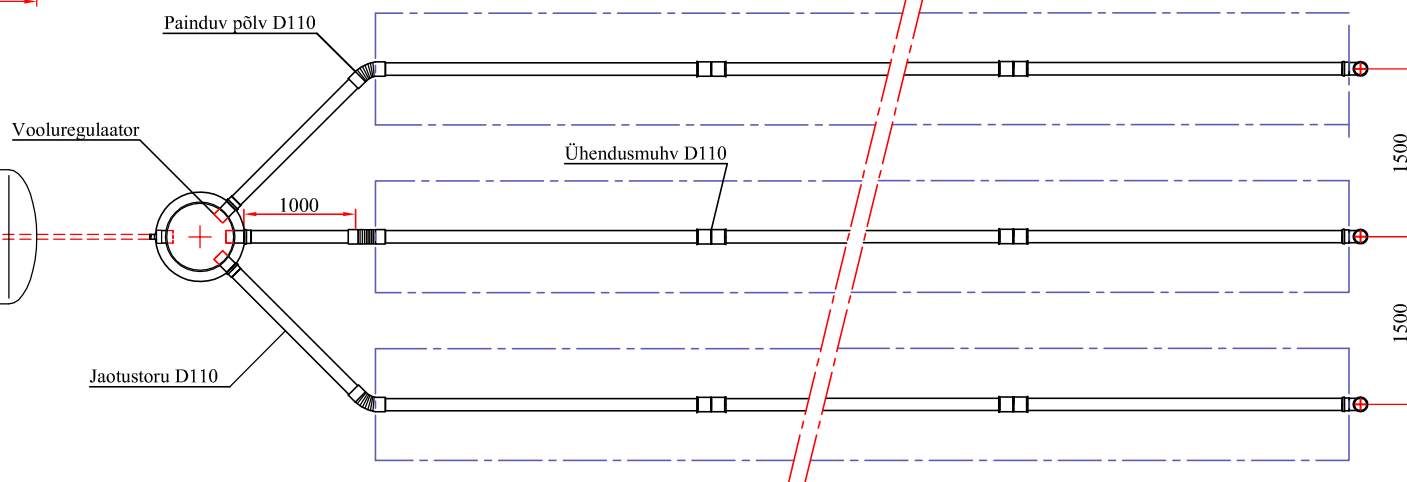 Painduv põlv D110
Vooluregulaator
Ühendusmuhv D110
1500
1000
1500
Jaotustoru D110